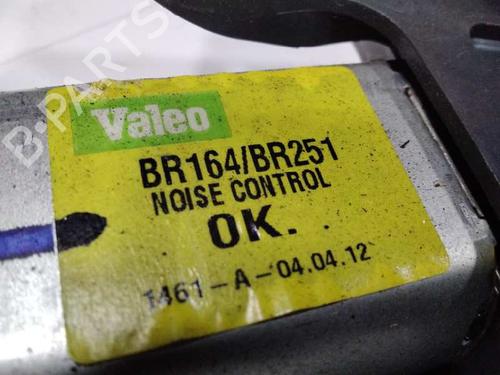 Valeo
BR164/BR251
NOISE CONTROL
OK.
1461-A-04.04.12
B-PARTS